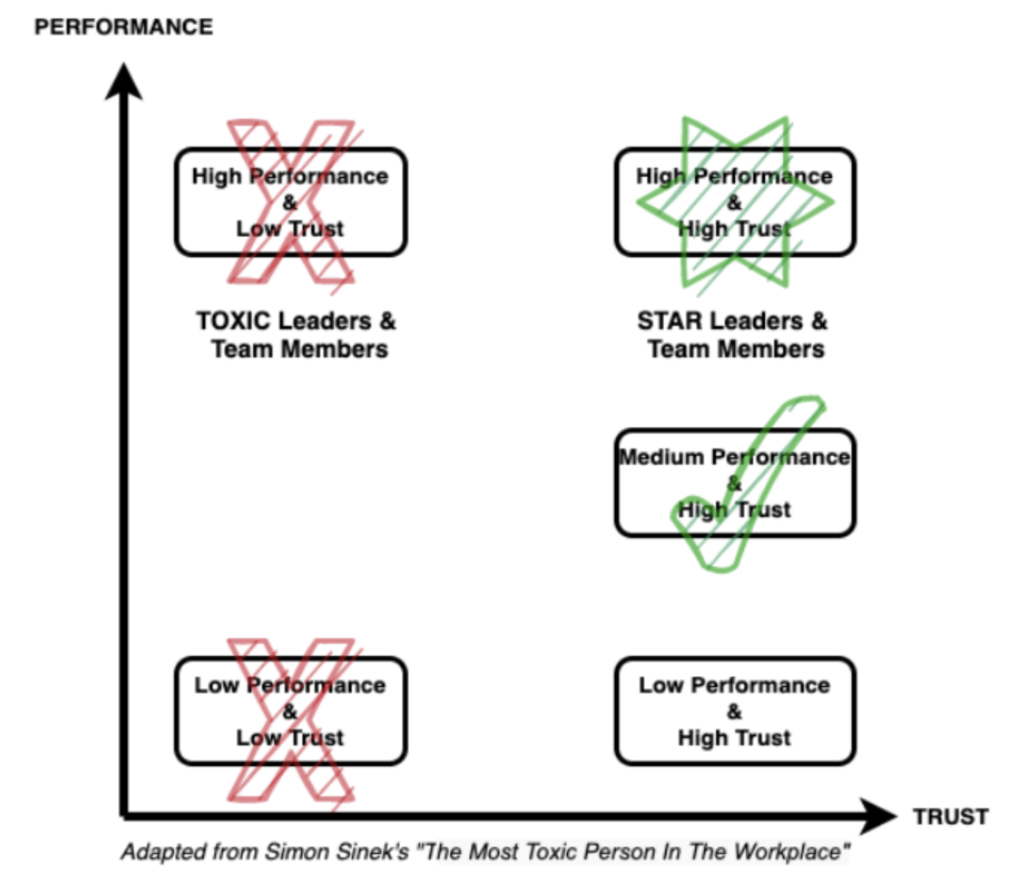 PERFORMANCE
High Performance
&
Low Trust
High Performance
&
High Trust
TOXIC Leaders &
Team Members
STAR Leaders &
Team Members
Medium Performance
&
High Trust
Low Performance
&
Low Trust
Low Performance
&
High Trust
TRUST
Adapted from Simon Sinek's "The Most Toxic Person In The Workplace"